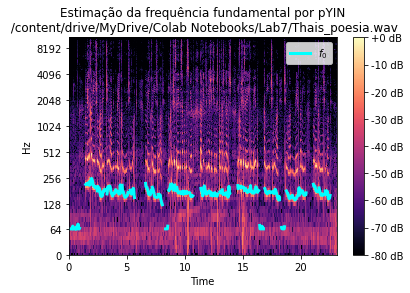 Estimação da frequência fundamental por pYIN
/content/drive/MyDrive/Colab Notebooks/Lab7/Thais_poesia.wav
f0
Hz
8192
4096
2048
1024
512
256
128
64
0
0 5 10 15 20
Time
+0 dB
-10 dB
-20 dB
-30 dB
-40 dB
-50 dB
-60 dB
-70 dB
-80 dB